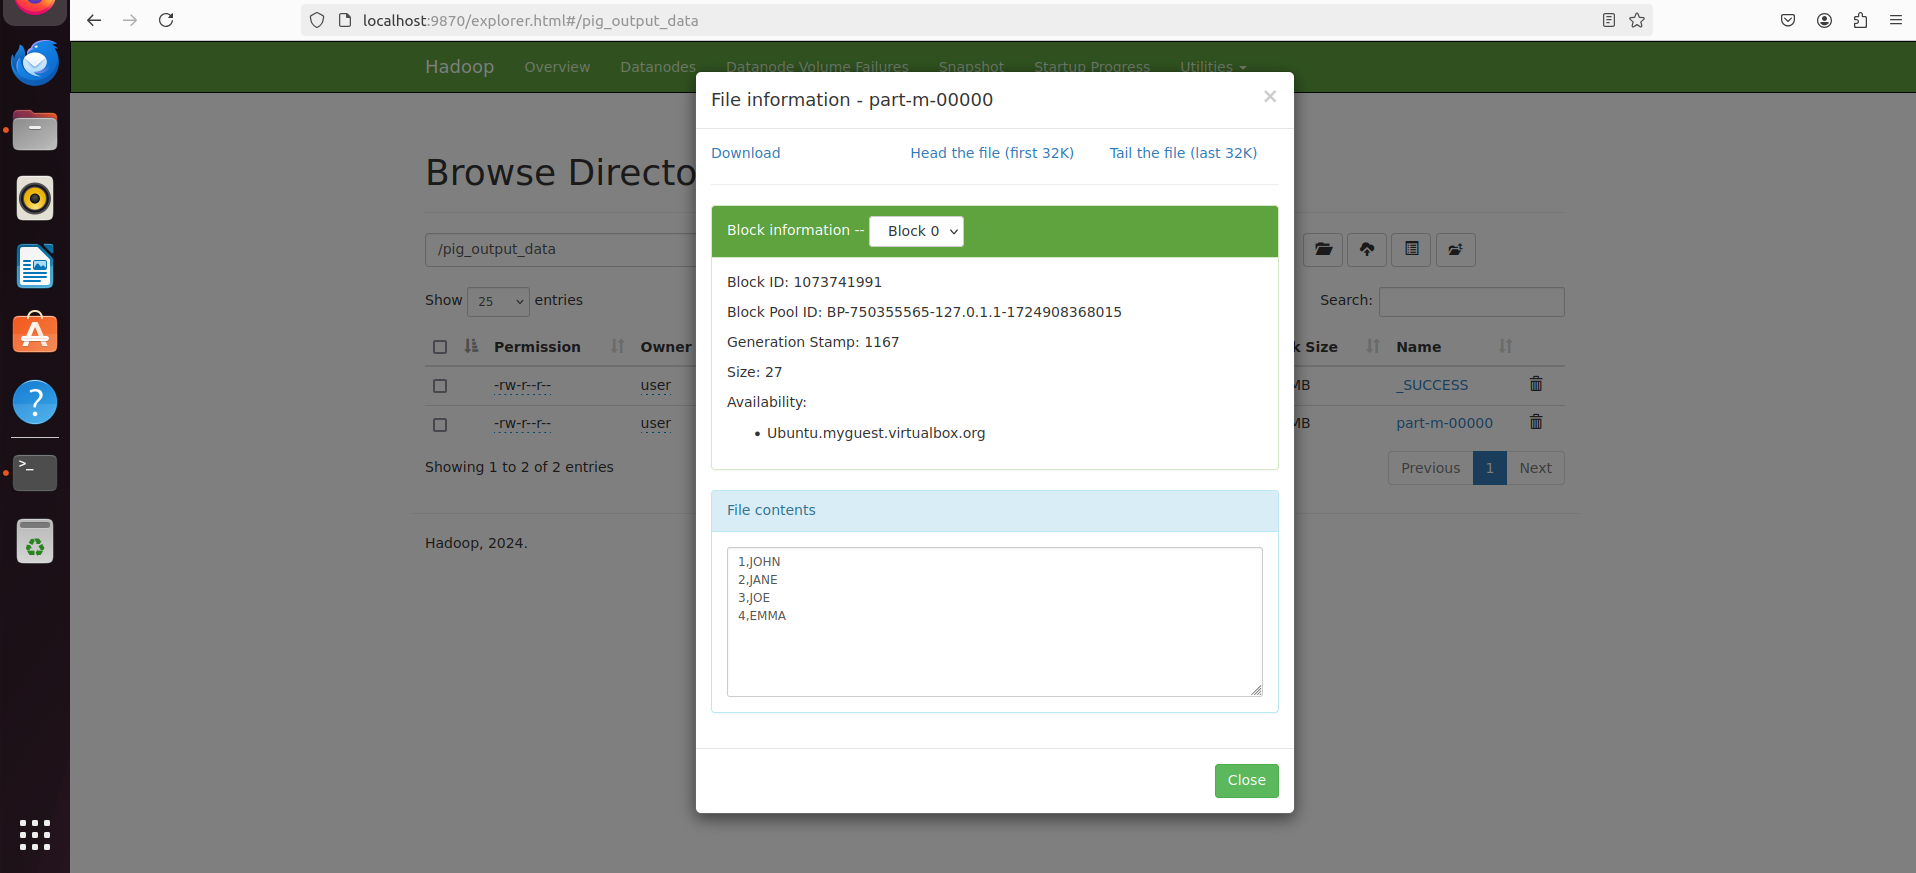 localhost:9870/explorer.html#/pig_output_data
Hadoop Overview Datanodes Datanode Volume Failures Snapshot Startup Progress Utilities
File information - part-m-00000
×
Download Head the file (first 32K) Tail the file (last 32K)
Browse Directo
Block information -- Block 0
/pig_output_data
Block ID: 1073741991
Show 25 entries
Search:
Block Pool ID: BP-750355565-127.0.1.1-1724908368015
Generation Stamp: 1167
Permission Owner k Size Name
Size: 27
-rw-r--r-- user MB _SUCCESS
Availability:
-rw-r--r-- user MB part-m-00000
Ubuntu.myguest.virtualbox.org
Showing 1 to 2 of 2 entries
Previous 1 Next
File contents
Hadoop, 2024.
1,JOHN
2,JANE
3,JOE
4,EMMA
Close